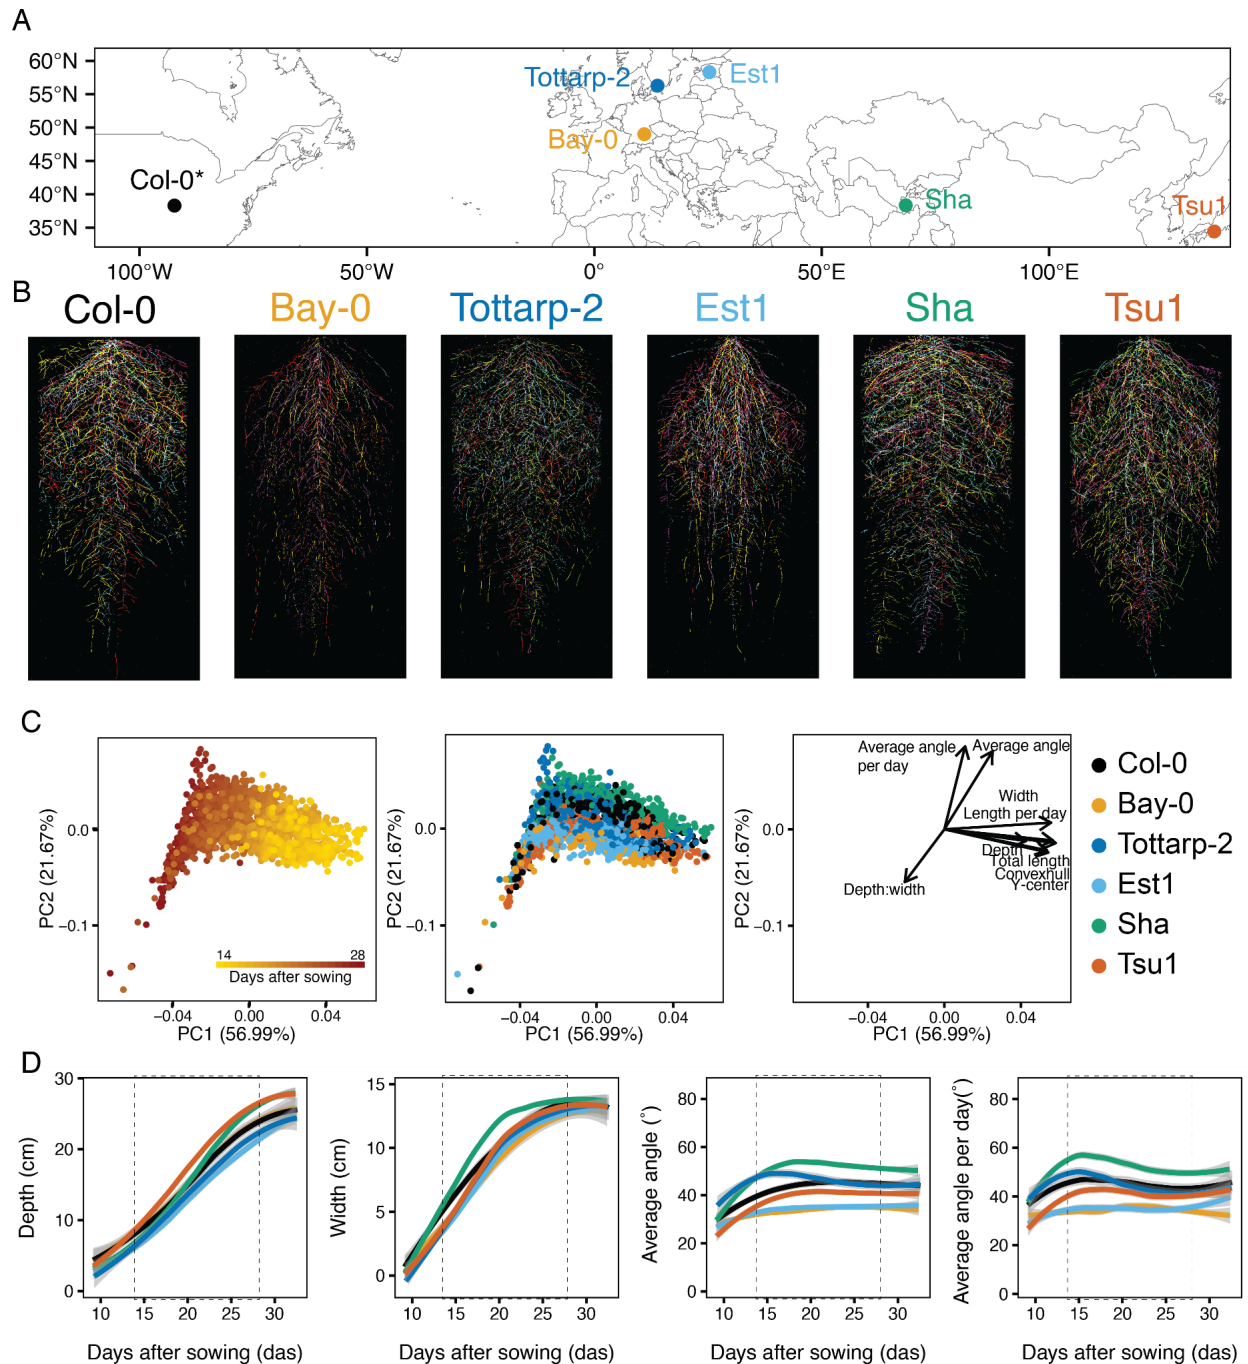 A
60°N
55°N
50°N
45°N
40°N
35°N
Tottarp-2
Est1
Bay-0
Col-0*
Sha
Tsu1
100°W
50°W
0°
50°E
100°E
B
Col-0
Bay-0
Tottarp-2
Est1
Sha
Tsu1
C
0.0
−0.1
PC2 (21.67%)
14
28
Days after sowing
−0.04
0.00
0.04
PC1 (56.99%)
0.0
−0.1
PC2 (21.67%)
−0.04
0.00
0.04
PC1 (56.99%)
0.0
−0.1
PC2 (21.67%)
Average angle
per day
Average angle
Width
Length per day
Depth
Total length
Convexhull
Y-center
Depth:width
−0.04
0.00
0.04
PC1 (56.99%)
Col-0
Bay-0
Tottarp-2
Est1
Sha
Tsu1
D
30
20
10
0
Depth (cm)
10
15
20
25
30
Days after sowing (das)
15
10
5
0
Width (cm)
10
15
20
25
30
Days after sowing (das)
80
60
40
20
0
Average angle (˚)
10
15
20
25
30
Days after sowing (das)
80
60
40
20
0
Average angle per day(˚)
10
15
20
25
30
Days after sowing (das)